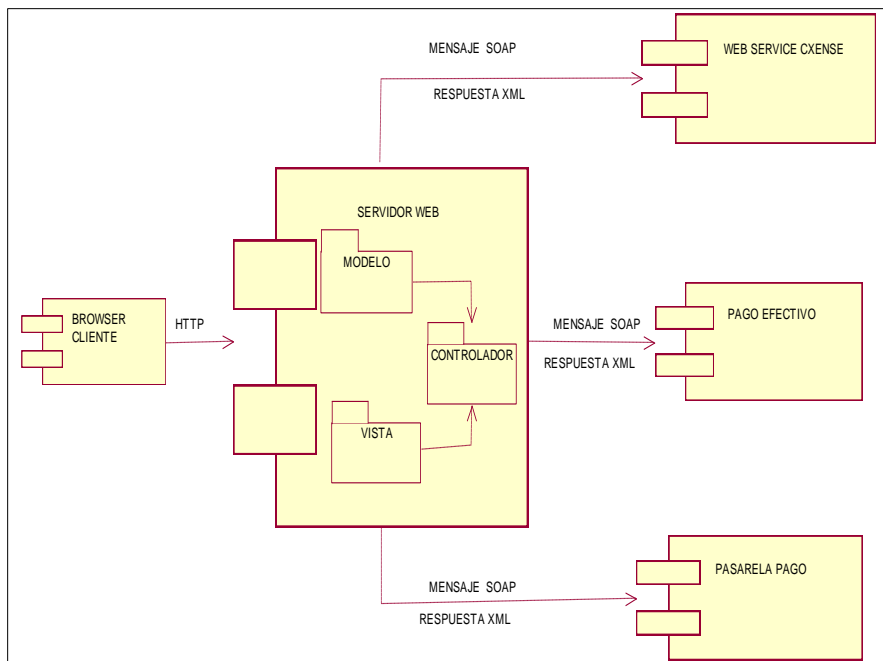 MENSAJE SOAP
WEB SERVICE CXENSE
RESPUESTA XML
SERVIDOR WEB
MODELO
BROWSER
CLIENTE
HTTP
CONTROLADOR
VISTA
MENSAJE SOAP
PAGO EFECTIVO
RESPUESTA XML
MENSAJE SOAP
PASARELA PAGO
RESPUESTA XML